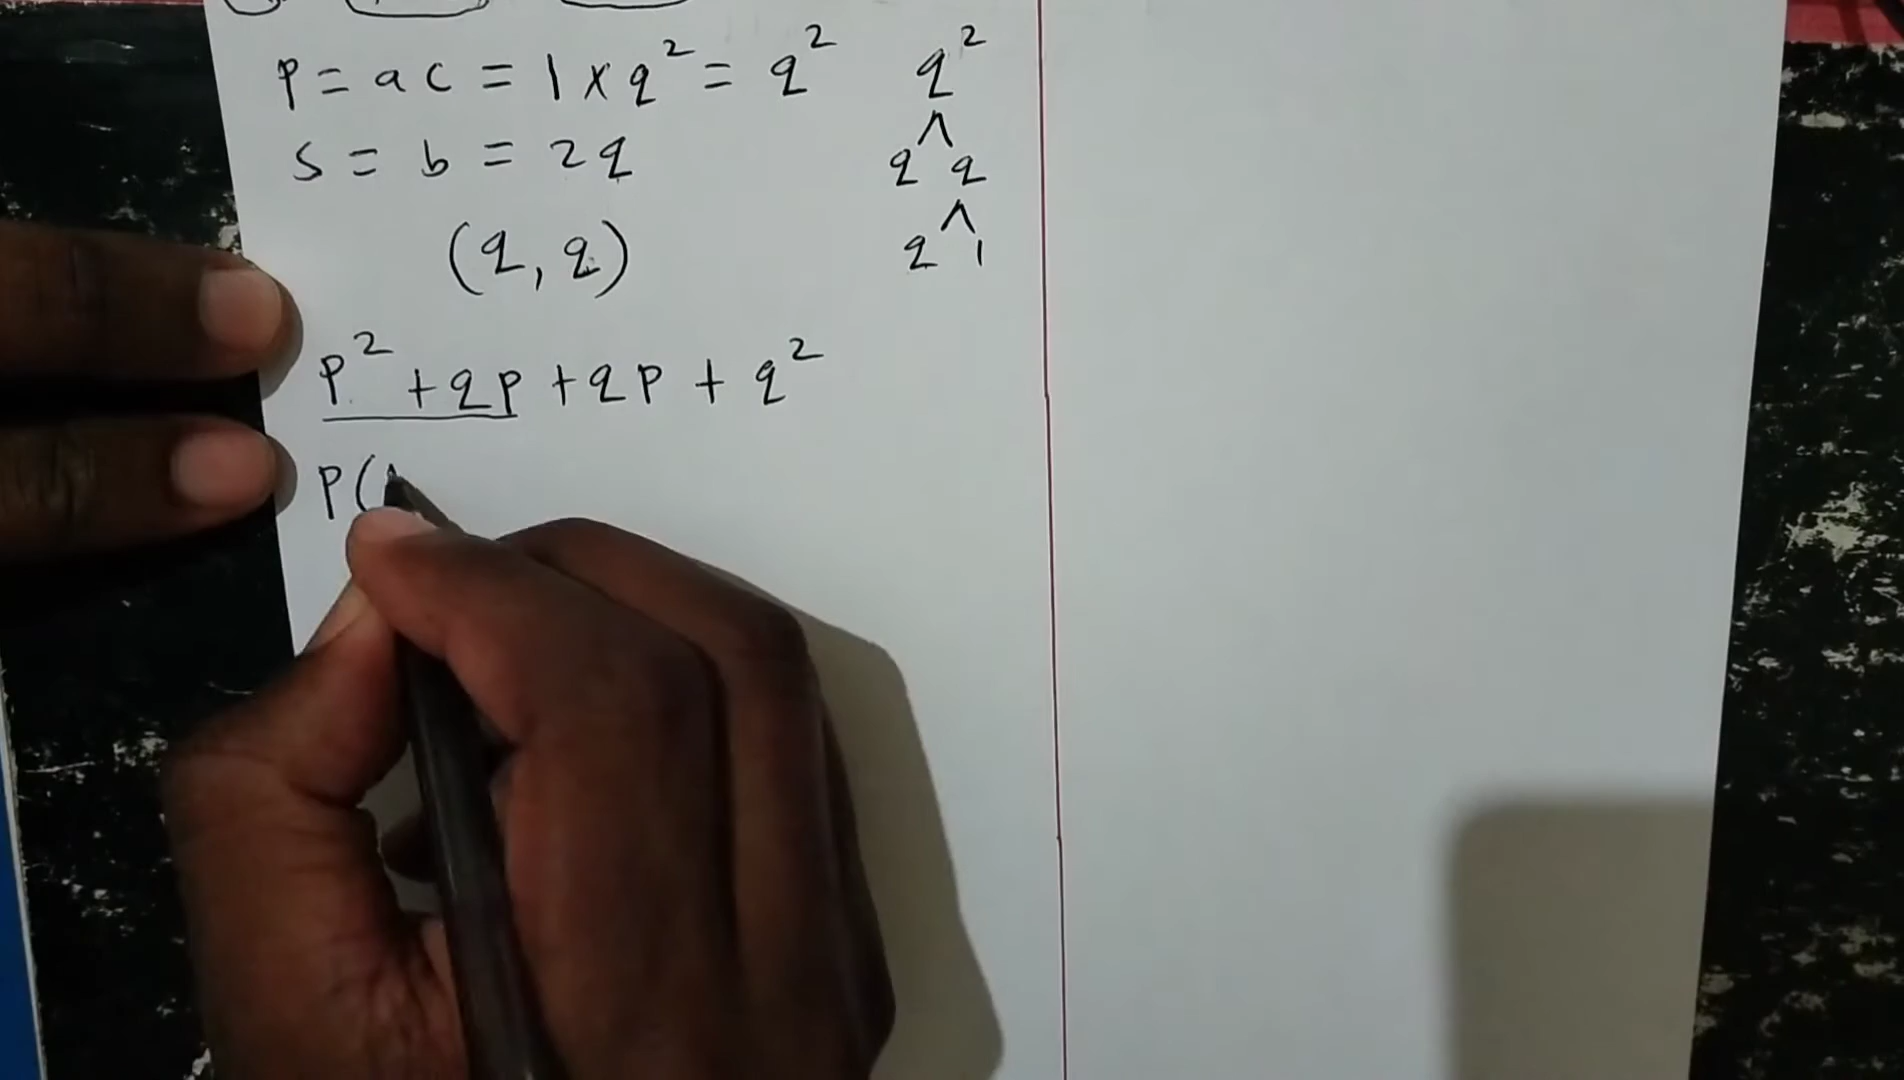 p = ac = 1 x q² = q²
s = b = 2q
(q, q)
q²
q q
q 1
p² + qp + qp + q²
p(